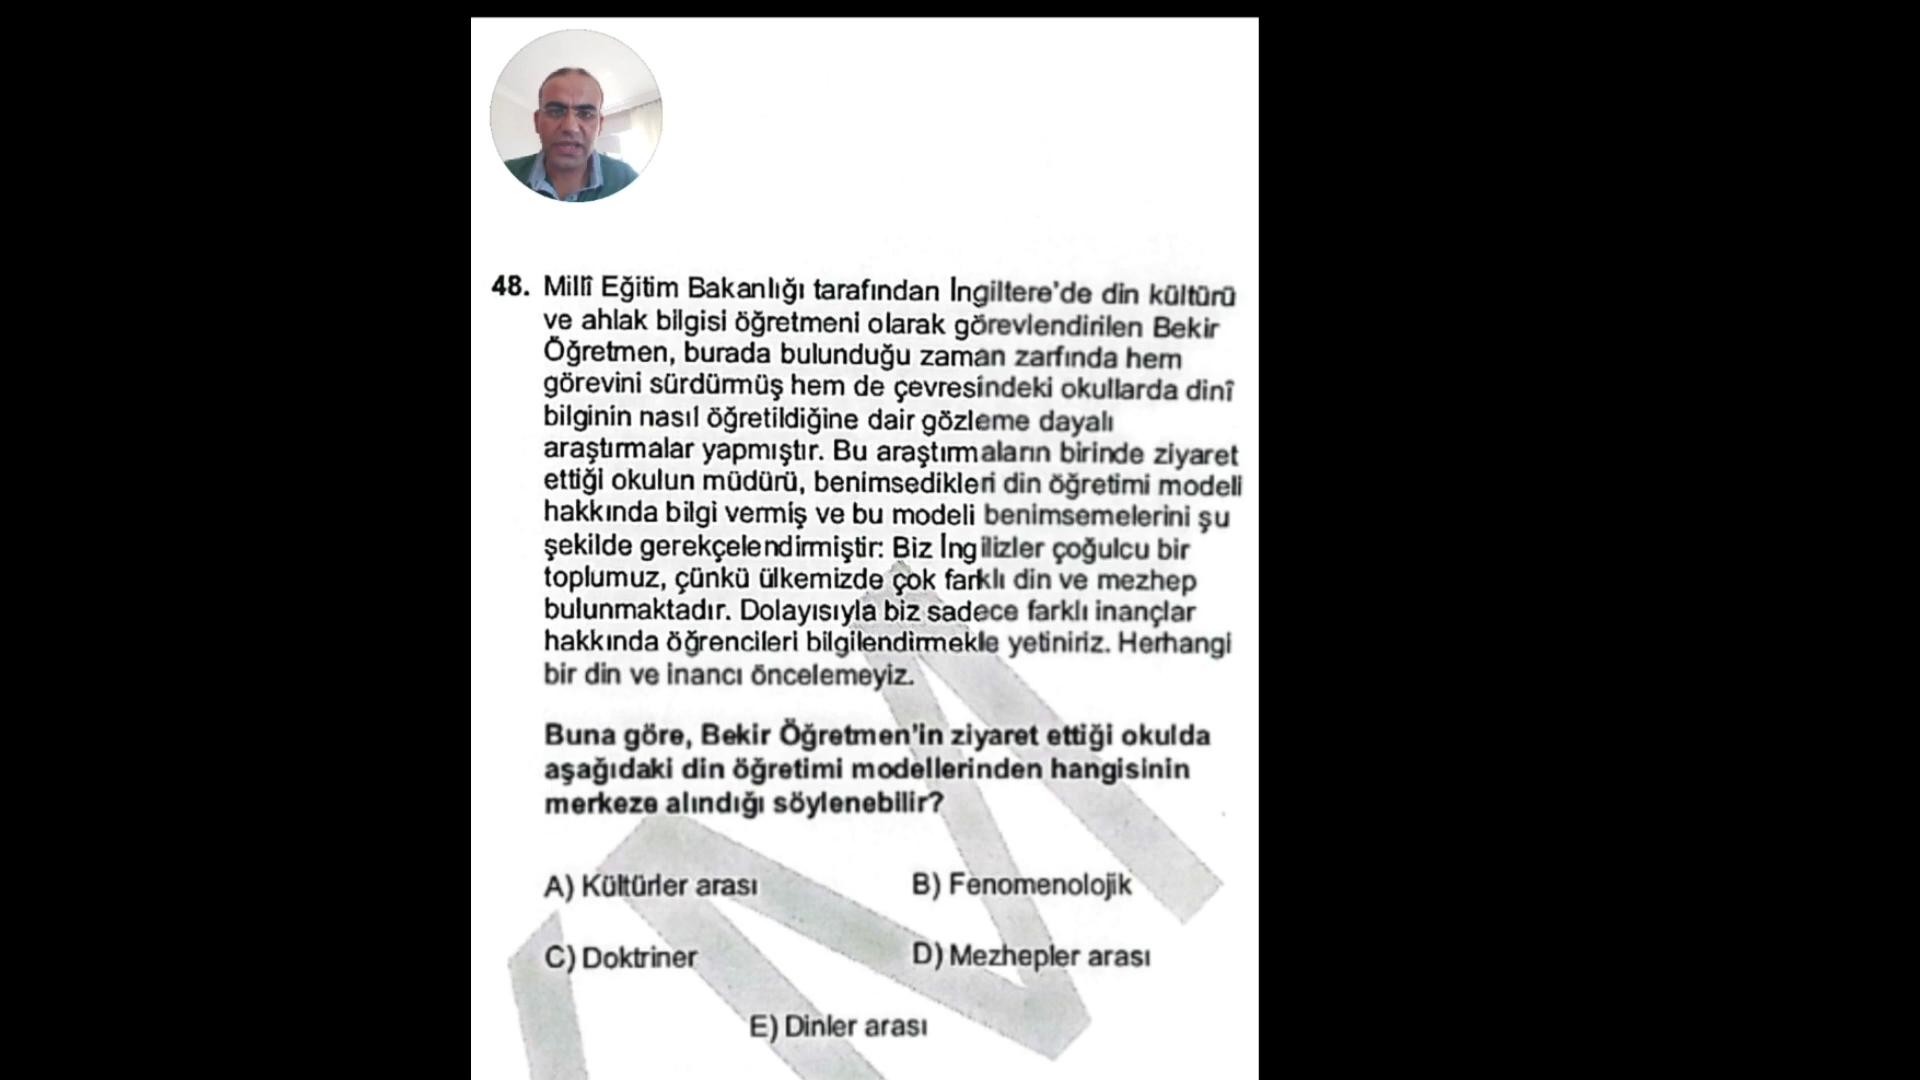 48. Millî Eğitim Bakanlığı tarafından İngiltere'de din kültürü
ve ahlak bilgisi öğretmeni olarak görevlendirilen Bekir
Öğretmen, burada bulunduğu zaman zarfında hem
görevini sürdürmüş hem de çevresindeki okullarda dinî
bilginin nasıl öğretildiğine dair gözleme dayalı
araştırmalar yapmıştır. Bu araştırmaların birinde ziyaret
ettiği okulun müdürü, benimsedikleri din öğretimi modeli
hakkında bilgi vermiş ve bu modeli benimsemelerini şu
şekilde gerekçelendirmiştir: Biz İngilizler çoğulcu bir
toplumuz, çünkü ülkemizde çok farklı din ve mezhep
bulunmaktadır. Dolayısıyla biz sadece farklı inançlar
hakkında öğrencileri bilgilendirmekle yetiniriz. Herhangi
bir din ve inancı öncelemeyiz.
Buna göre, Bekir Öğretmen'in ziyaret ettiği okulda
aşağıdaki din öğretimi modellerinden hangisinin
merkeze alındığı söylenebilir?
A) Kültürler arası
B) Fenomenolojik
C) Doktriner
D) Mezhepler arası
E) Dinler arası